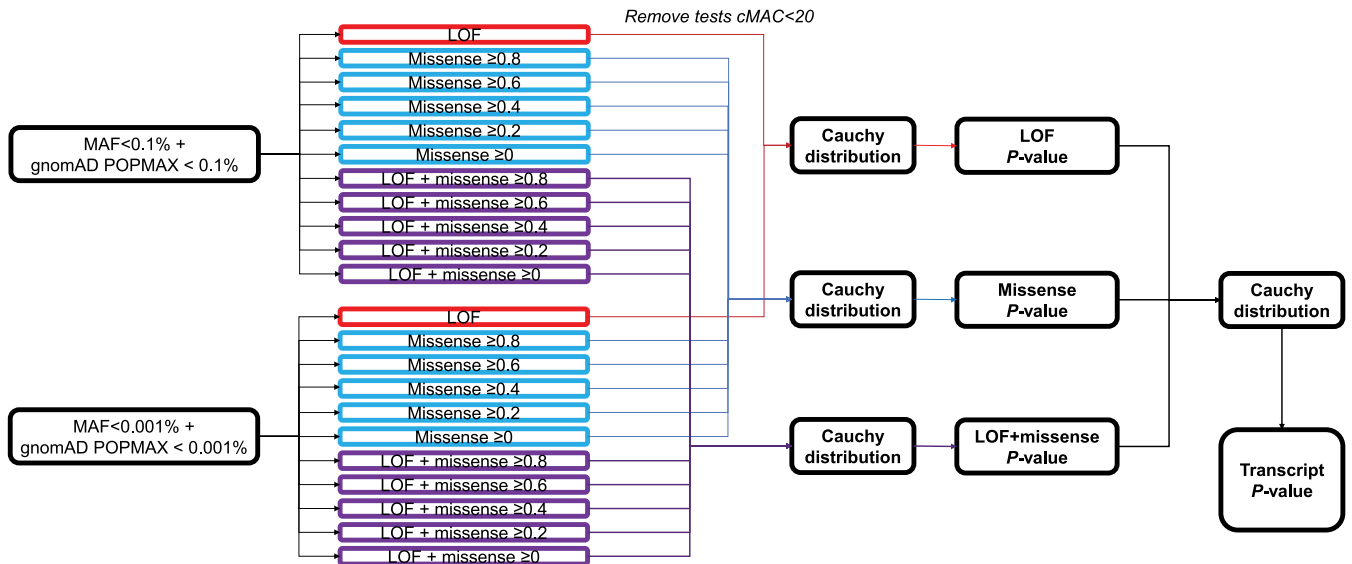 Remove tests cMAC<20
MAF<0.1% +
gnomAD POPMAX < 0.1%
LOF
Missense ≥0.8
Missense ≥0.6
Missense ≥0.4
Missense ≥0.2
Missense ≥0
LOF + missense ≥0.8
LOF + missense ≥0.6
LOF + missense ≥0.4
LOF + missense ≥0.2
LOF + missense ≥0
MAF<0.001% +
gnomAD POPMAX < 0.001%
LOF
Missense ≥0.8
Missense ≥0.6
Missense ≥0.4
Missense ≥0.2
Missense ≥0
LOF + missense ≥0.8
LOF + missense ≥0.6
LOF + missense ≥0.4
LOF + missense ≥0.2
LOF + missense ≥0
Cauchy
distribution
LOF
P-value
Cauchy
distribution
Missense
P-value
Cauchy
distribution
LOF+missense
P-value
Cauchy
distribution
Transcript
P-value